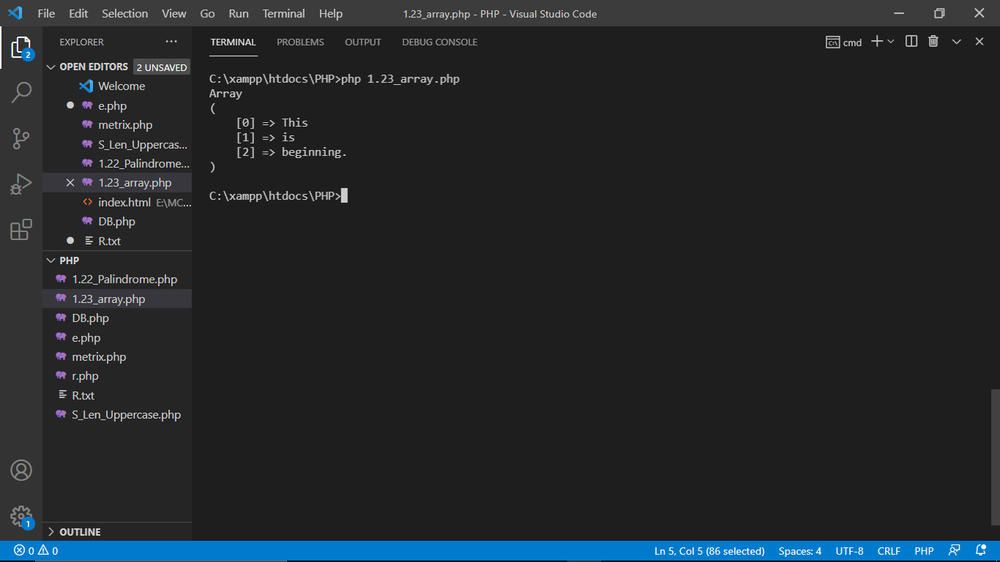 File Edit Selection View Go Run Terminal Help 1.23_array.php - PHP - Visual Studio Code
EXPLORER ...
OPEN EDITORS 2 UNSAVED
Welcome
e.php
metrix.php
S_Len_Uppercas...
1.22_Palindrome...
1.23_array.php
index.html E:\MC...
DB.php
R.txt
PHP
1.22_Palindrome.php
1.23_array.php
DB.php
e.php
metrix.php
r.php
R.txt
S_Len_Uppercase.php
OUTLINE
2
1
TERMINAL PROBLEMS OUTPUT DEBUG CONSOLE cmd
C:\xampp\htdocs\PHP>php 1.23_array.php
Array
(
[0] => This
[1] => is
[2] => beginning.
)
C:\xampp\htdocs\PHP>
0 0 Ln 5, Col 5 (86 selected) Spaces: 4 UTF-8 CRLF PHP